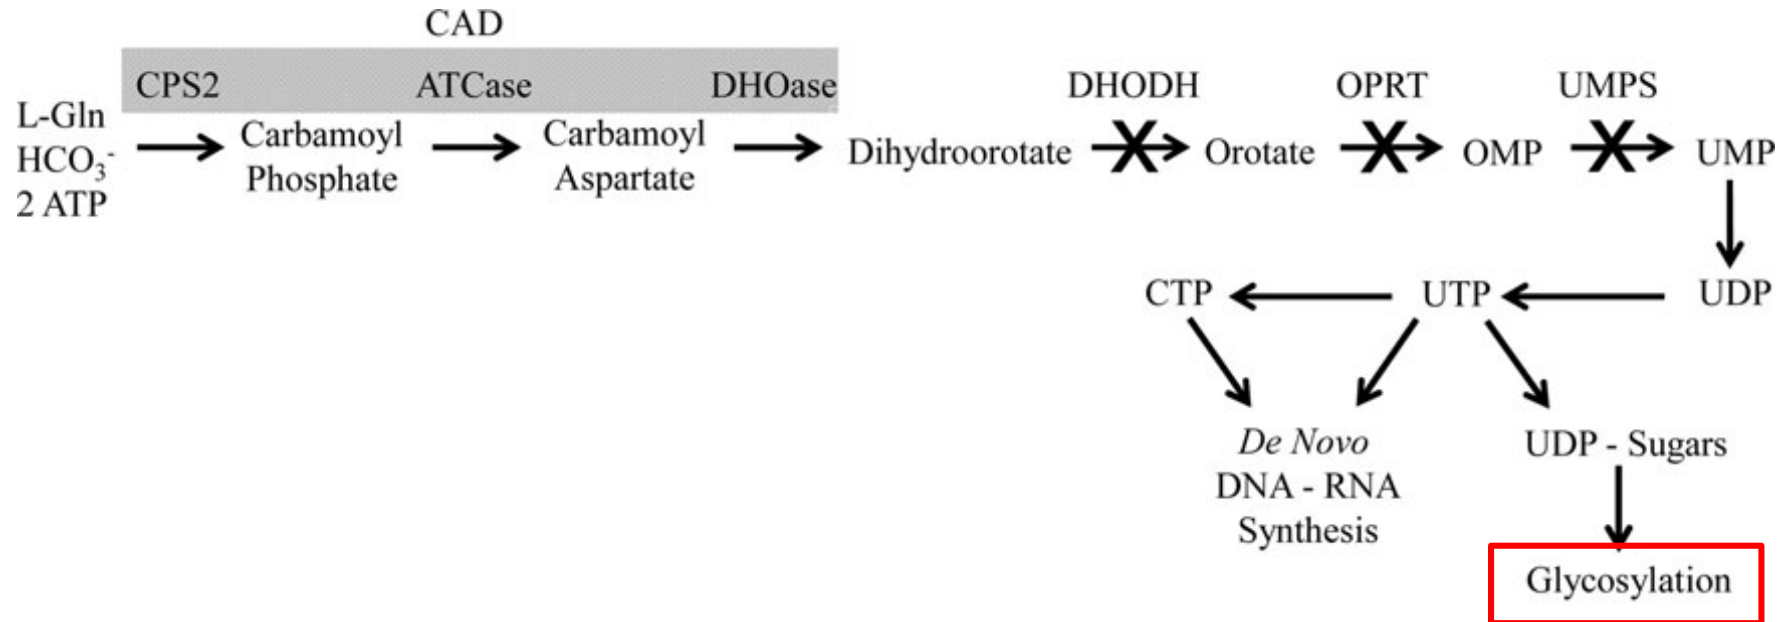 CAD
CPS2 ATCase DHOase DHODH OPRT UMPS
L-Gln
HCO₃⁻
2 ATP
Carbamoyl
Phosphate
Carbamoyl
Aspartate
Dihydroorotate
Orotate
OMP
UMP
CTP UTP UDP
De Novo
DNA - RNA
Synthesis
UDP - Sugars
Glycosylation